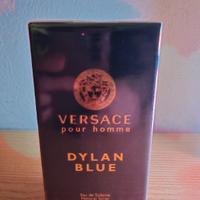 VERSACE
pour homme
DYLAN
BLUE
Eau de Toilette
Natural Spray